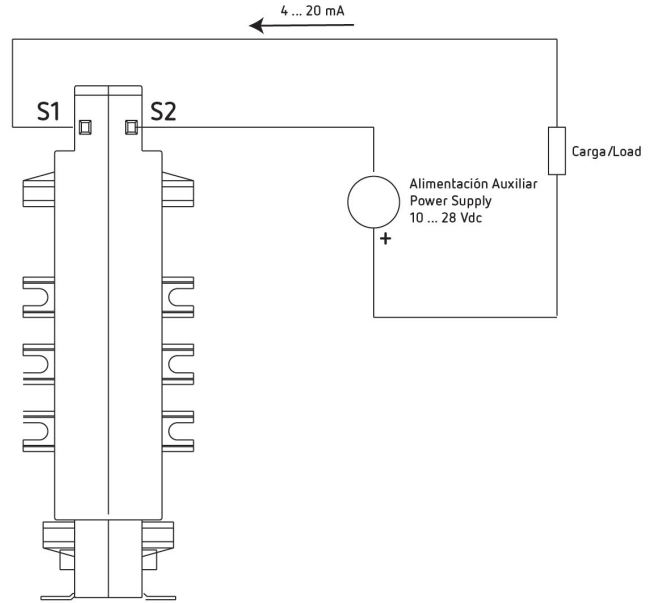 4 ... 20 mA
S1
S2
Carga/Load
Alimentación Auxiliar
Power Supply
10 ... 28 Vdc
+